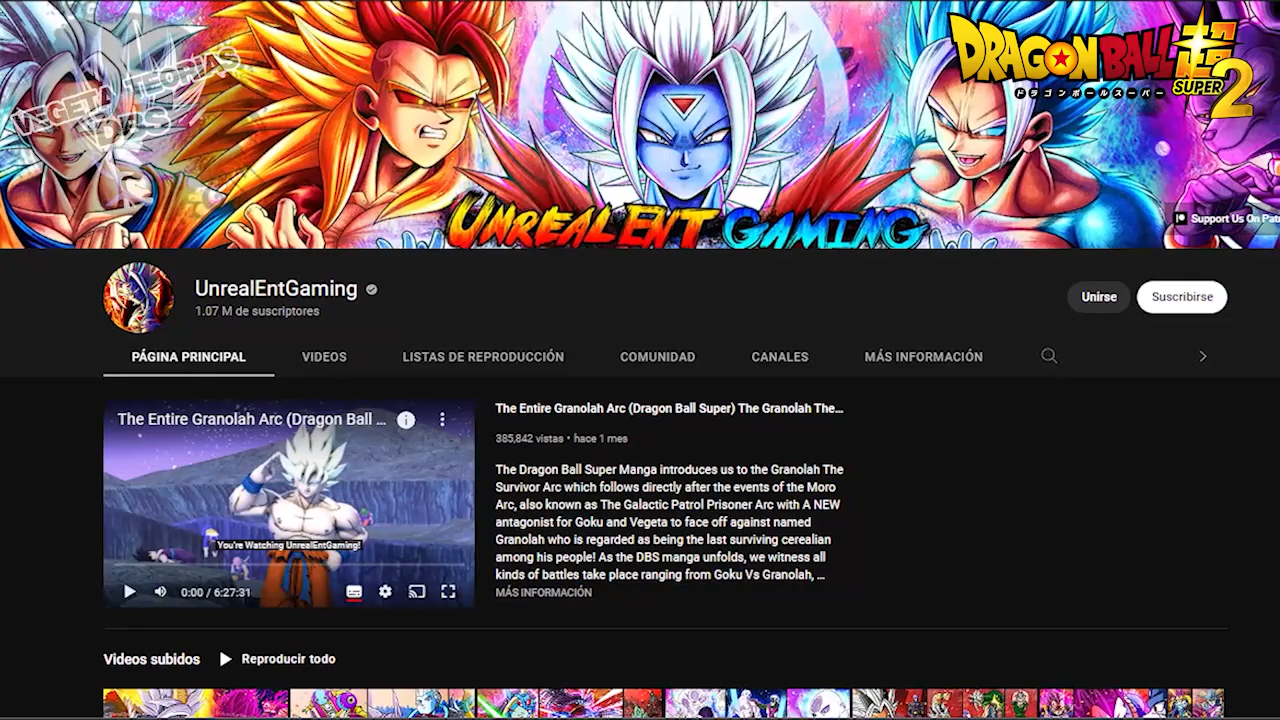 VEGETA TEORIAS
DBS
DRAGON BALL 超 2
ドラゴンボールスーパー SUPER
UNREAL ENT GAMING
Support Us On Pat
UnrealEntGaming
1.07 M de suscriptores
Unirse
Suscribirse
PÁGINA PRINCIPAL VIDEOS LISTAS DE REPRODUCCIÓN COMUNIDAD CANALES MÁS INFORMACIÓN
The Entire Granolah Arc (Dragon Ball ...
You're Watching UnrealEntGaming!
0:00 / 6:27:31
The Entire Granolah Arc (Dragon Ball Super) The Granolah The...
385,842 vistas • hace 1 mes
The Dragon Ball Super Manga introduces us to the Granolah The
Survivor Arc which follows directly after the events of the Moro
Arc, also known as The Galactic Patrol Prisoner Arc with A NEW
antagonist for Goku and Vegeta to face off against named
Granolah who is regarded as being the last surviving cerealian
among his people! As the DBS manga unfolds, we witness all
kinds of battles take place ranging from Goku Vs Granolah, ...
MÁS INFORMACIÓN
Videos subidos
Reproducir todo